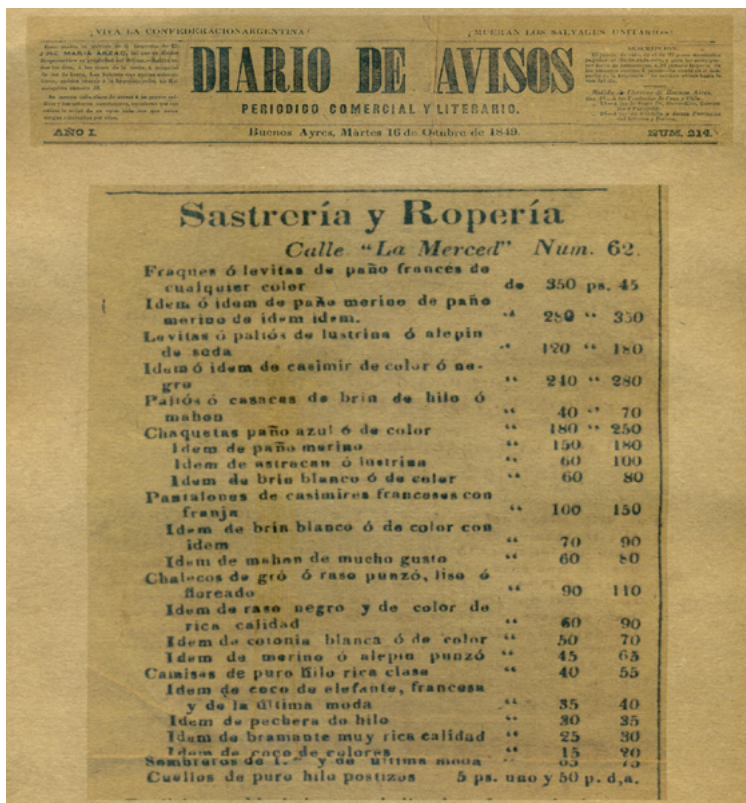 ¡VIVA LA CONFEDERACION ARGENTINA!
¡MUERAN LOS SALVAGES UNITARIOS!
DIARIO DE AVISOS
PERIODICO COMERCIAL Y LITERARIO.
AÑO I.
Buenos Ayres, Mártes 16 de Octubre de 1849.
NUM. 214.
Sastrería y Ropería
Calle "La Merced" Num. 62.
Fraques ó levitas de paño francés de
cualquier color de 350 ps. 45
Idem ó idem de paño merino de paño
merino de idem idem. " 280 " 350
Levitas ó paltós de lustrina ó alepin
de seda " 120 " 180
Idem ó idem de casimir de color ó ne-
gro " 240 " 280
Paltós ó casacas de brin de hilo ó
mahon " 40 " 70
Chaquetas paño azul ó de color " 180 " 250
Idem de paño merino " 150 180
Idem de astracan ó lustrina " 60 100
Idem de brin blanco ó de color " 60 80
Pantalones de casimires franceses con
franja " 100 150
Idem de brin blanco ó de color con
idem " 70 90
Idem de mahon de mucho gusto " 60 80
Chalecos de gró ó raso punzó, liso ó
floreado " 90 110
Idem de raso negro y de color de
rica calidad " 60 90
Idem de cotonia blanca ó de color " 50 70
Idem de merino ó alepin punzó " 45 65
Camisas de puro hilo rica clase " 40 55
Idem de coco de elefante, francesa
y de la última moda " 35 40
Idem de pechera de hilo " 30 35
Idem de bramante muy rica calidad " 25 30
Idem de coco de colores " 15 20
Sombreros de 1.ª y de ultima moda " 65 75
Cuellos de puro hilo postizos 5 ps. uno y 50 p. d,a.